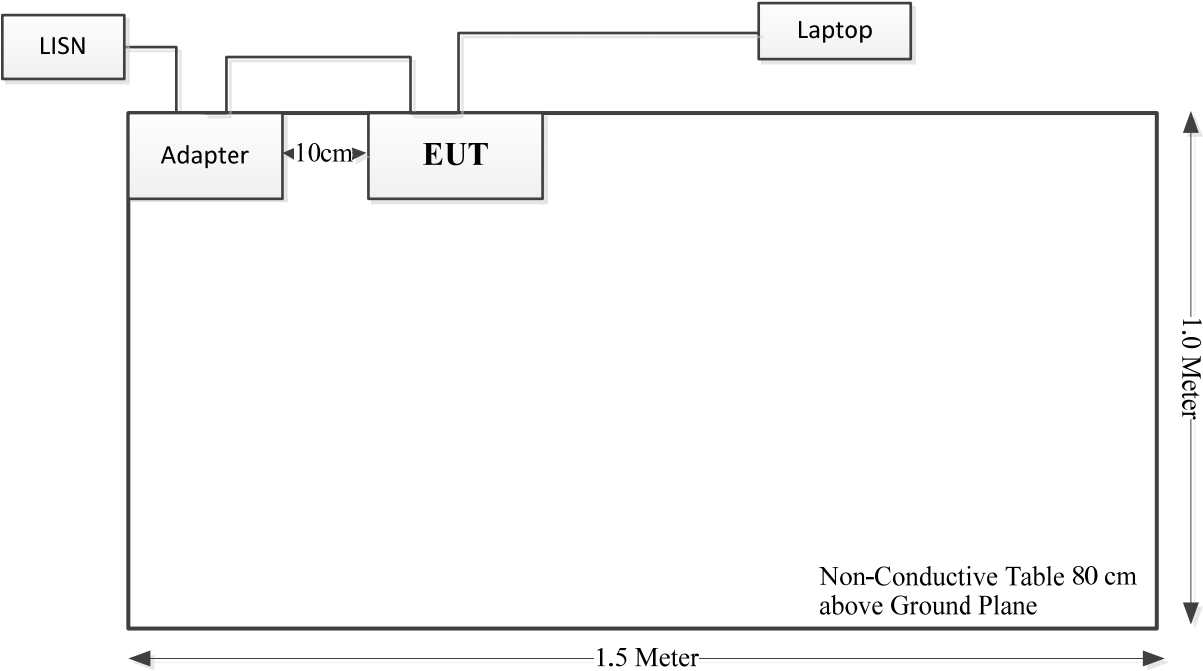 LISN
Laptop
Adapter
10cm
EUT
1.0 Meter
Non-Conductive Table 80 cm
above Ground Plane
1.5 Meter